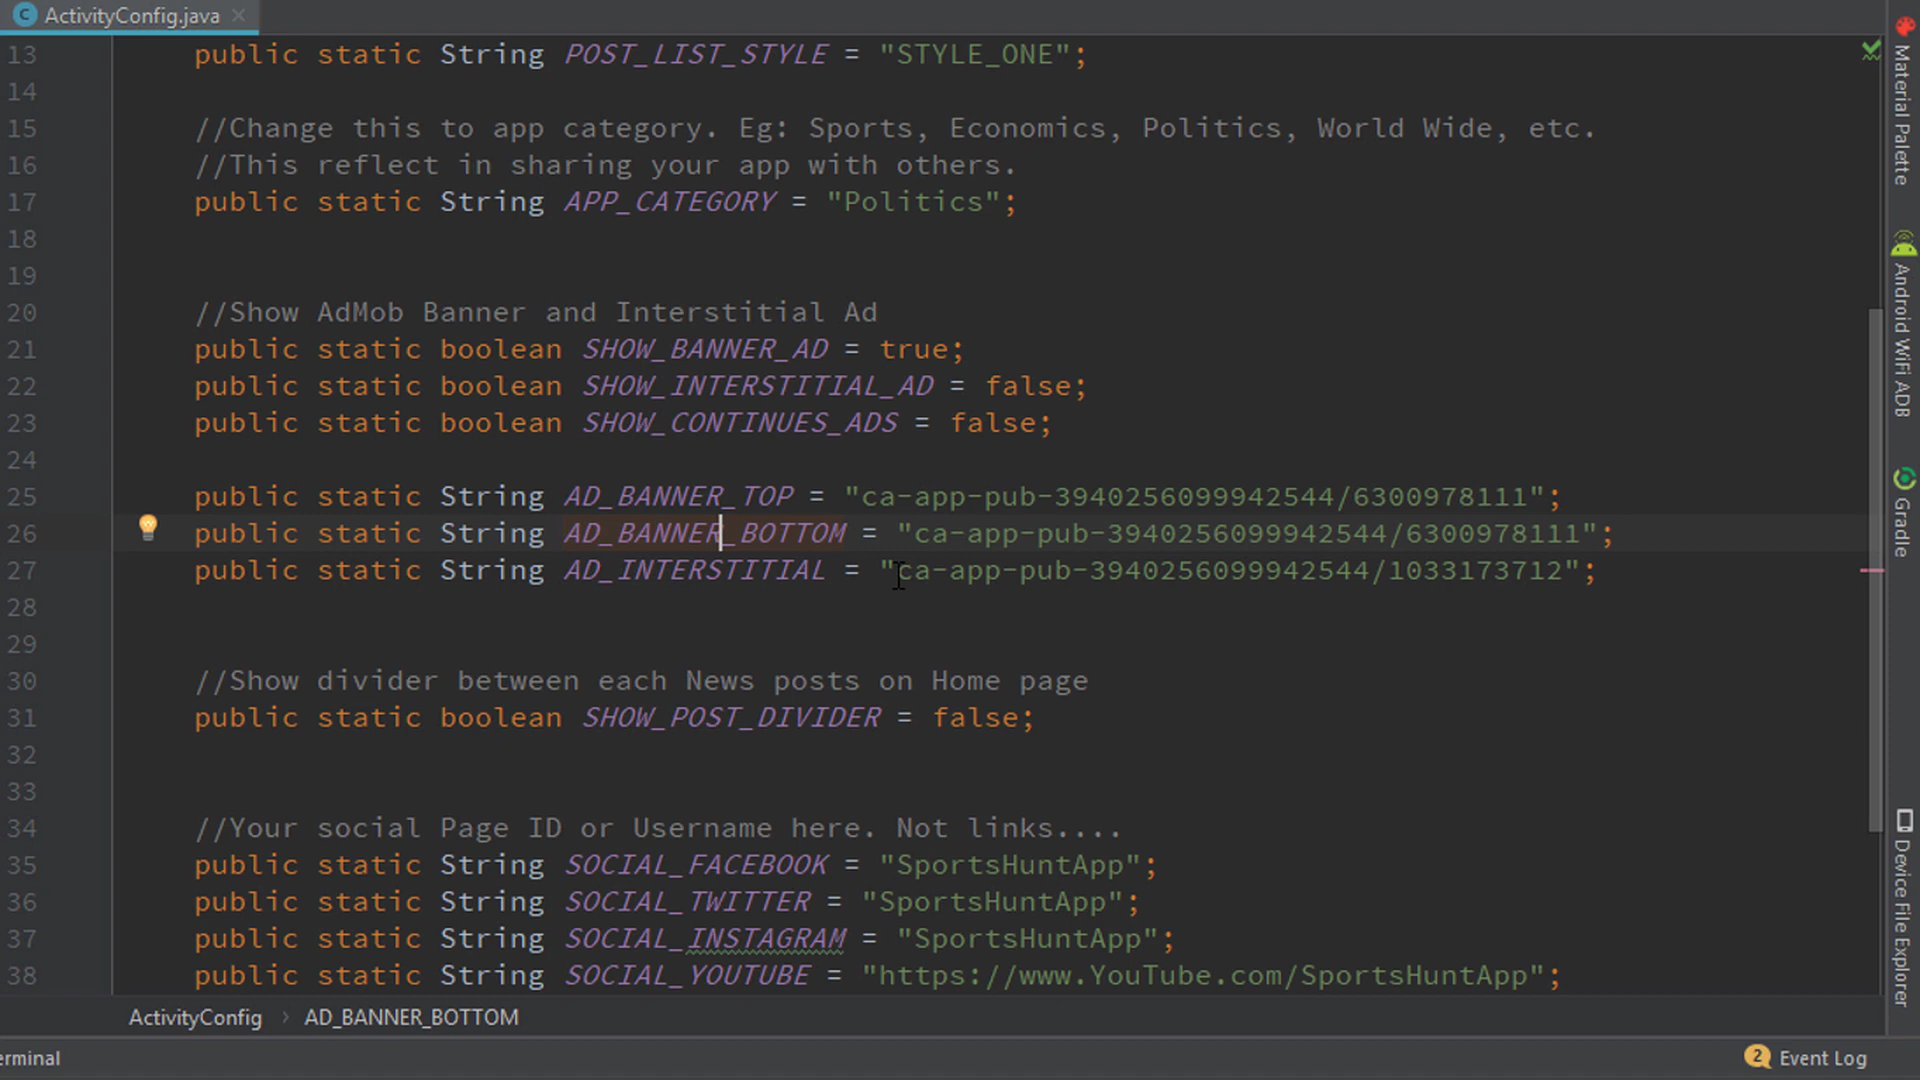 ActivityConfig.java
13 public static String POST_LIST_STYLE = "STYLE_ONE";
14
15 //Change this to app category. Eg: Sports, Economics, Politics, World Wide, etc.
16 //This reflect in sharing your app with others.
17 public static String APP_CATEGORY = "Politics";
18
19
20 //Show AdMob Banner and Interstitial Ad
21 public static boolean SHOW_BANNER_AD = true;
22 public static boolean SHOW_INTERSTITIAL_AD = false;
23 public static boolean SHOW_CONTINUES_ADS = false;
24
25 public static String AD_BANNER_TOP = "ca-app-pub-3940256099942544/6300978111";
26 public static String AD_BANNER_BOTTOM = "ca-app-pub-3940256099942544/6300978111";
27 public static String AD_INTERSTITIAL = "ca-app-pub-3940256099942544/1033173712";
28
29
30 //Show divider between each News posts on Home page
31 public static boolean SHOW_POST_DIVIDER = false;
32
33
34 //Your social Page ID or Username here. Not links....
35 public static String SOCIAL_FACEBOOK = "SportsHuntApp";
36 public static String SOCIAL_TWITTER = "SportsHuntApp";
37 public static String SOCIAL_INSTAGRAM = "SportsHuntApp";
38 public static String SOCIAL_YOUTUBE = "https://www.YouTube.com/SportsHuntApp";
ActivityConfig › AD_BANNER_BOTTOM
erminal
2 Event Log
Material Palette
Android WiFi ADB
Gradle
Device File Explorer